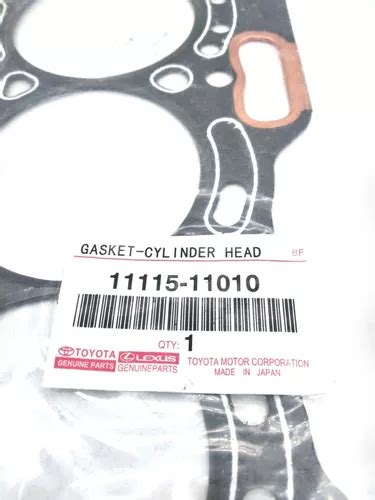 GASKET-CYLINDER HEAD BF
11115-11010
QTY: 1
TOYOTA LEXUS TOYOTA MOTOR CORPORATION
GENUINE PARTS GENUINEPARTS MADE IN JAPAN